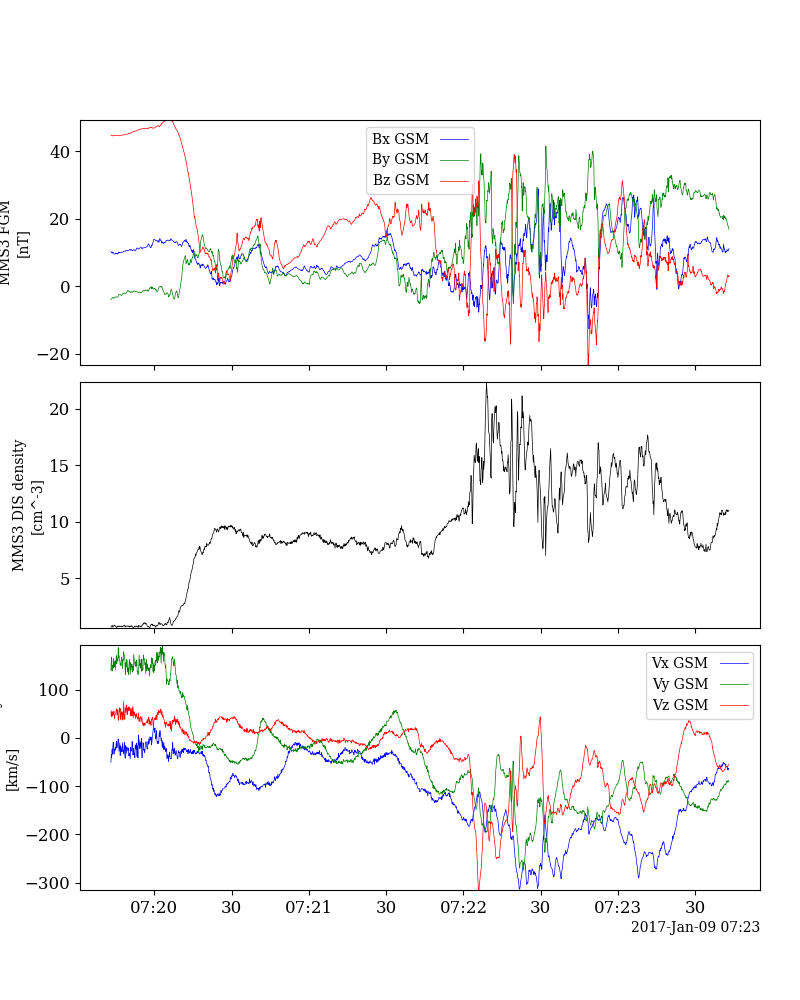 MMS3 FGM
[nT]
40
20
0
−20
Bx GSM
By GSM
Bz GSM
MMS3 DIS density
[cm^-3]
20
15
10
5
[km/s]
100
0
−100
−200
−300
Vx GSM
Vy GSM
Vz GSM
07:20
30
07:21
30
07:22
30
07:23
30
2017-Jan-09 07:23